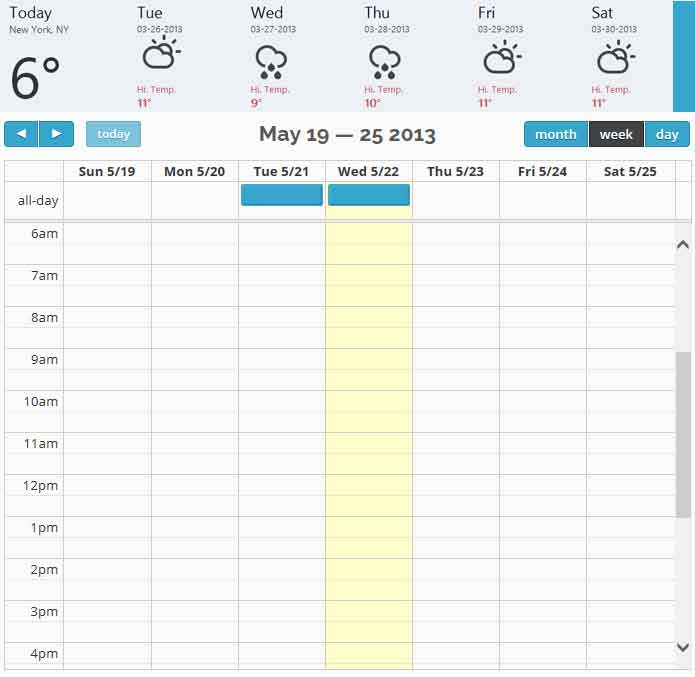 Today Tue Wed Thu Fri Sat
New York, NY 03-26-2013 03-27-2013 03-28-2013 03-29-2013 03-30-2013
6°
Hi. Temp. Hi. Temp. Hi. Temp. Hi. Temp. Hi. Temp.
11° 9° 10° 11° 11°
today May 19 — 25 2013 month week day
Sun 5/19 Mon 5/20 Tue 5/21 Wed 5/22 Thu 5/23 Fri 5/24 Sat 5/25
all-day
6am
7am
8am
9am
10am
11am
12pm
1pm
2pm
3pm
4pm